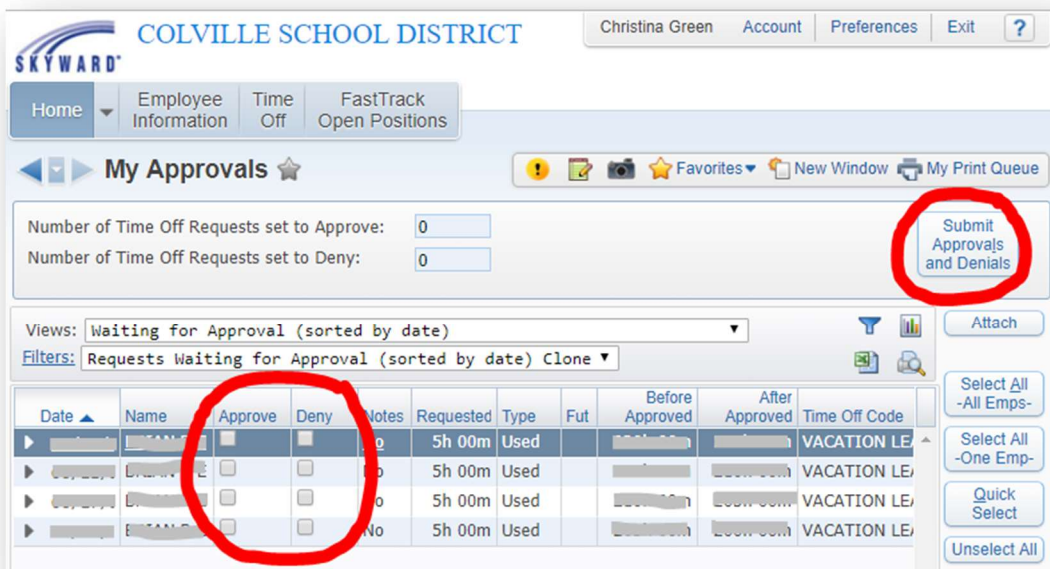 COLVILLE SCHOOL DISTRICT
Christina Green Account Preferences Exit ?
SKYWARD
Home Employee Information Time Off FastTrack Open Positions
My Approvals
Favorites New Window My Print Queue
Number of Time Off Requests set to Approve: 0
Number of Time Off Requests set to Deny: 0
Submit
Approvals
and Denials
Views: Waiting for Approval (sorted by date)
Filters: Requests Waiting for Approval (sorted by date) Clone
Attach
Select All
-All Emps-
Select All
-One Emp-
Quick
Select
Unselect All
Date Name Approve Deny Notes Requested Type Fut Before Approved After Approved Time Off Code
No 5h 00m Used VACATION LEA
No 5h 00m Used VACATION LEA
No 5h 00m Used VACATION LEA
No 5h 00m Used VACATION LEA